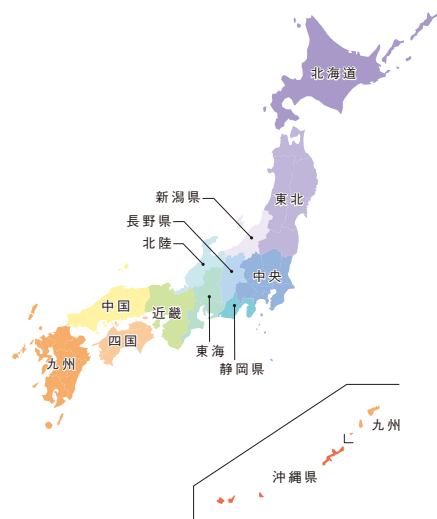 北海道
東北
新潟県
長野県
北陸
中央
中国
近畿
四国
東海
九州
静岡県
九州
沖縄県